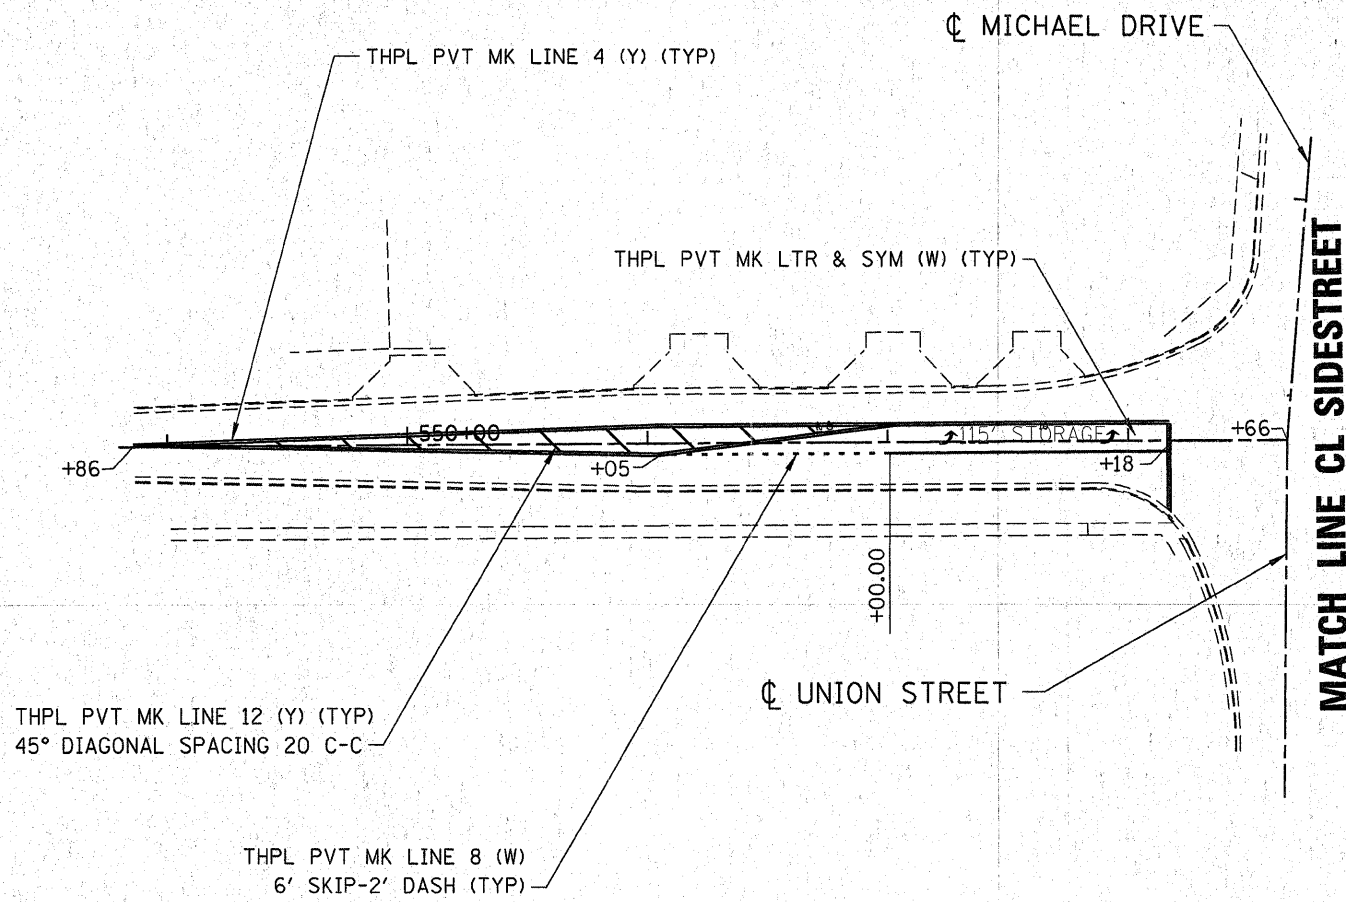 ℄ MICHAEL DRIVE
THPL PVT MK LINE 4 (Y) (TYP)
THPL PVT MK LTR & SYM (W) (TYP)
MATCH LINE CL SIDESTREET
550+00
115' STORAGE
+66
+86
+05
+18
+00.00
℄ UNION STREET
THPL PVT MK LINE 12 (Y) (TYP)
45° DIAGONAL SPACING 20 C-C
THPL PVT MK LINE 8 (W)
6' SKIP-2' DASH (TYP)